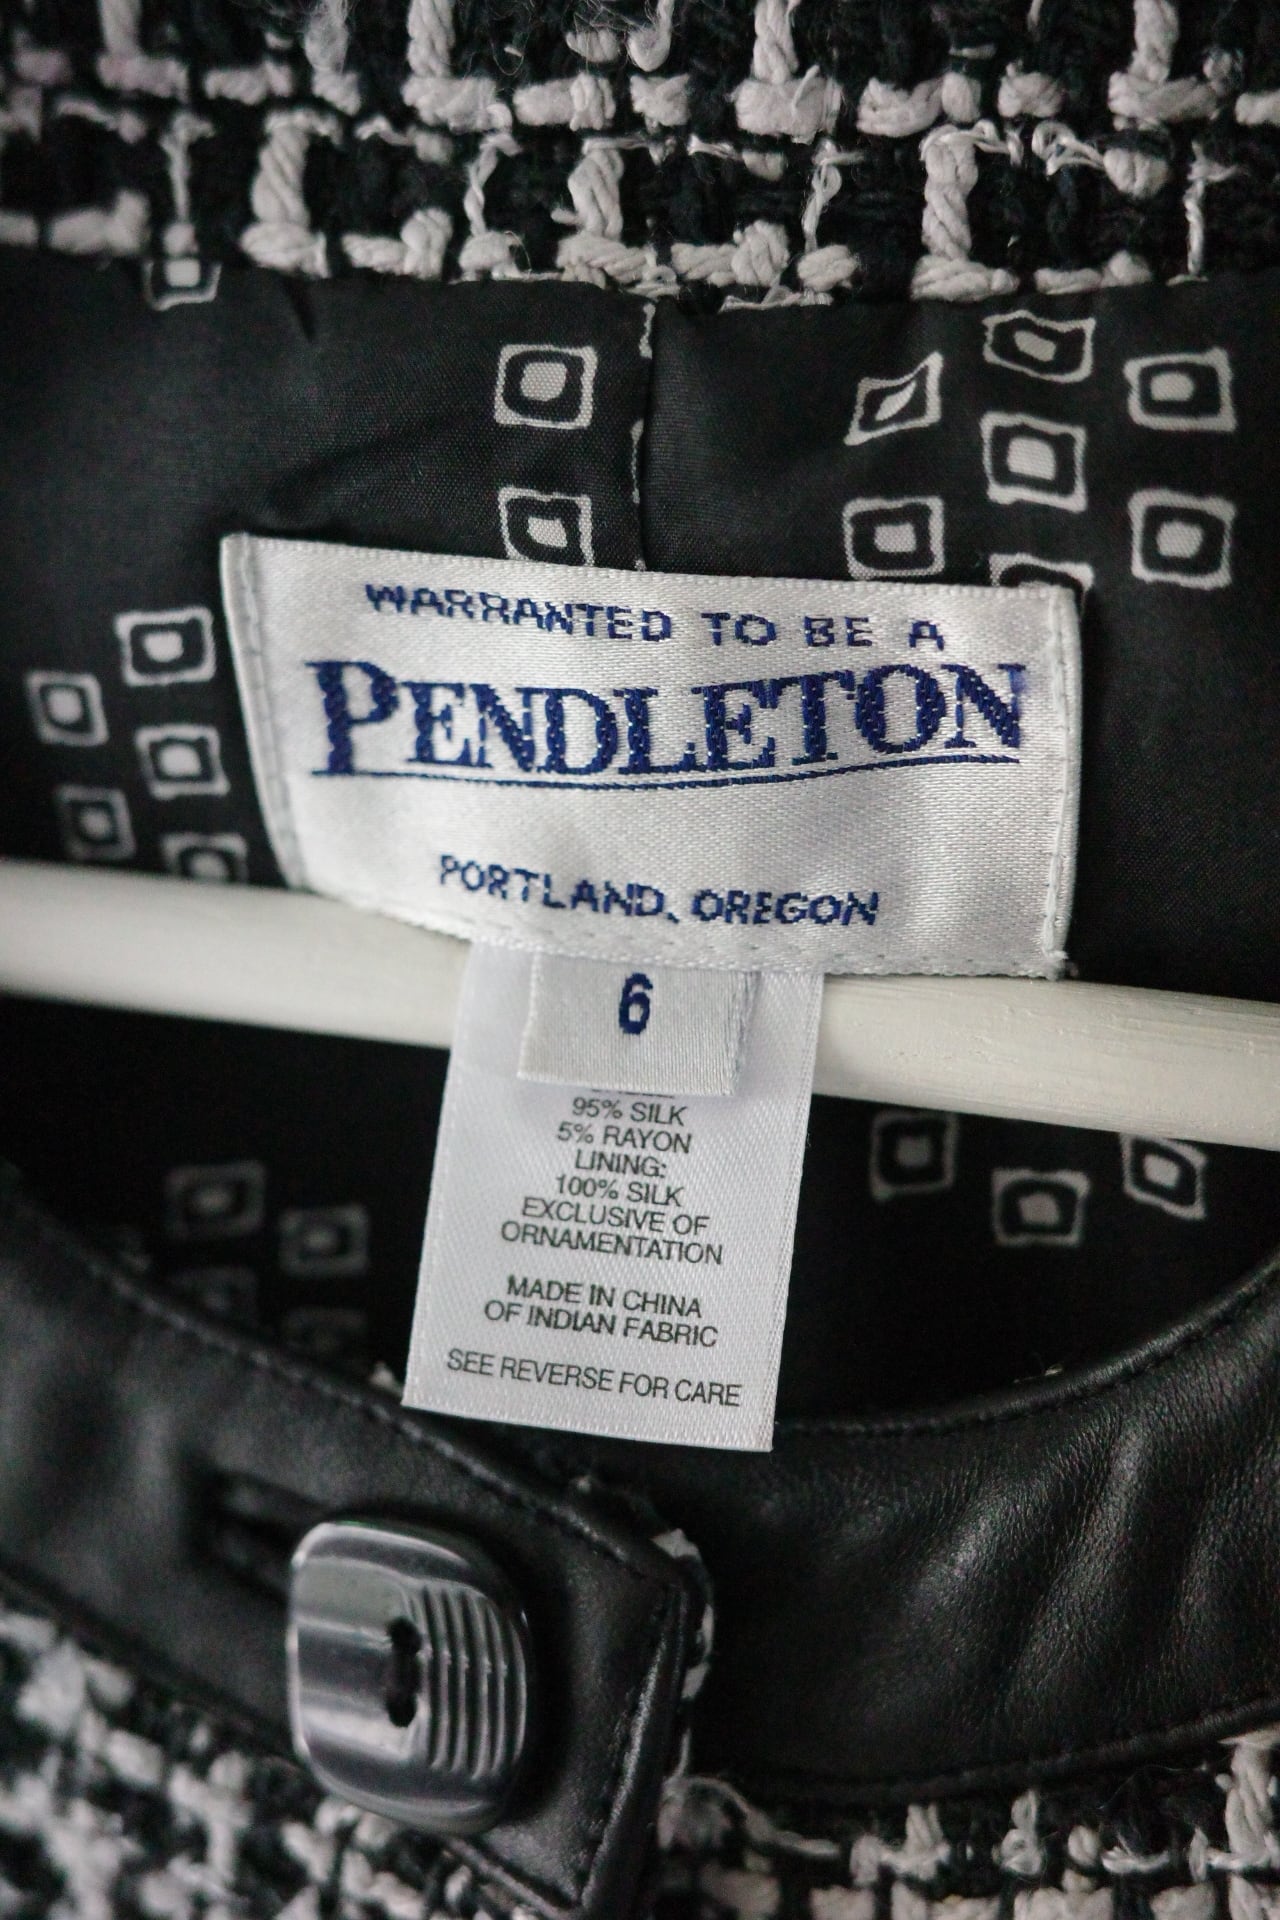 WARRANTED TO BE A
PENDLETON
PORTLAND, OREGON
6
95% SILK
5% RAYON
LINING:
100% SILK
EXCLUSIVE OF
ORNAMENTATION
MADE IN CHINA
OF INDIAN FABRIC
SEE REVERSE FOR CARE